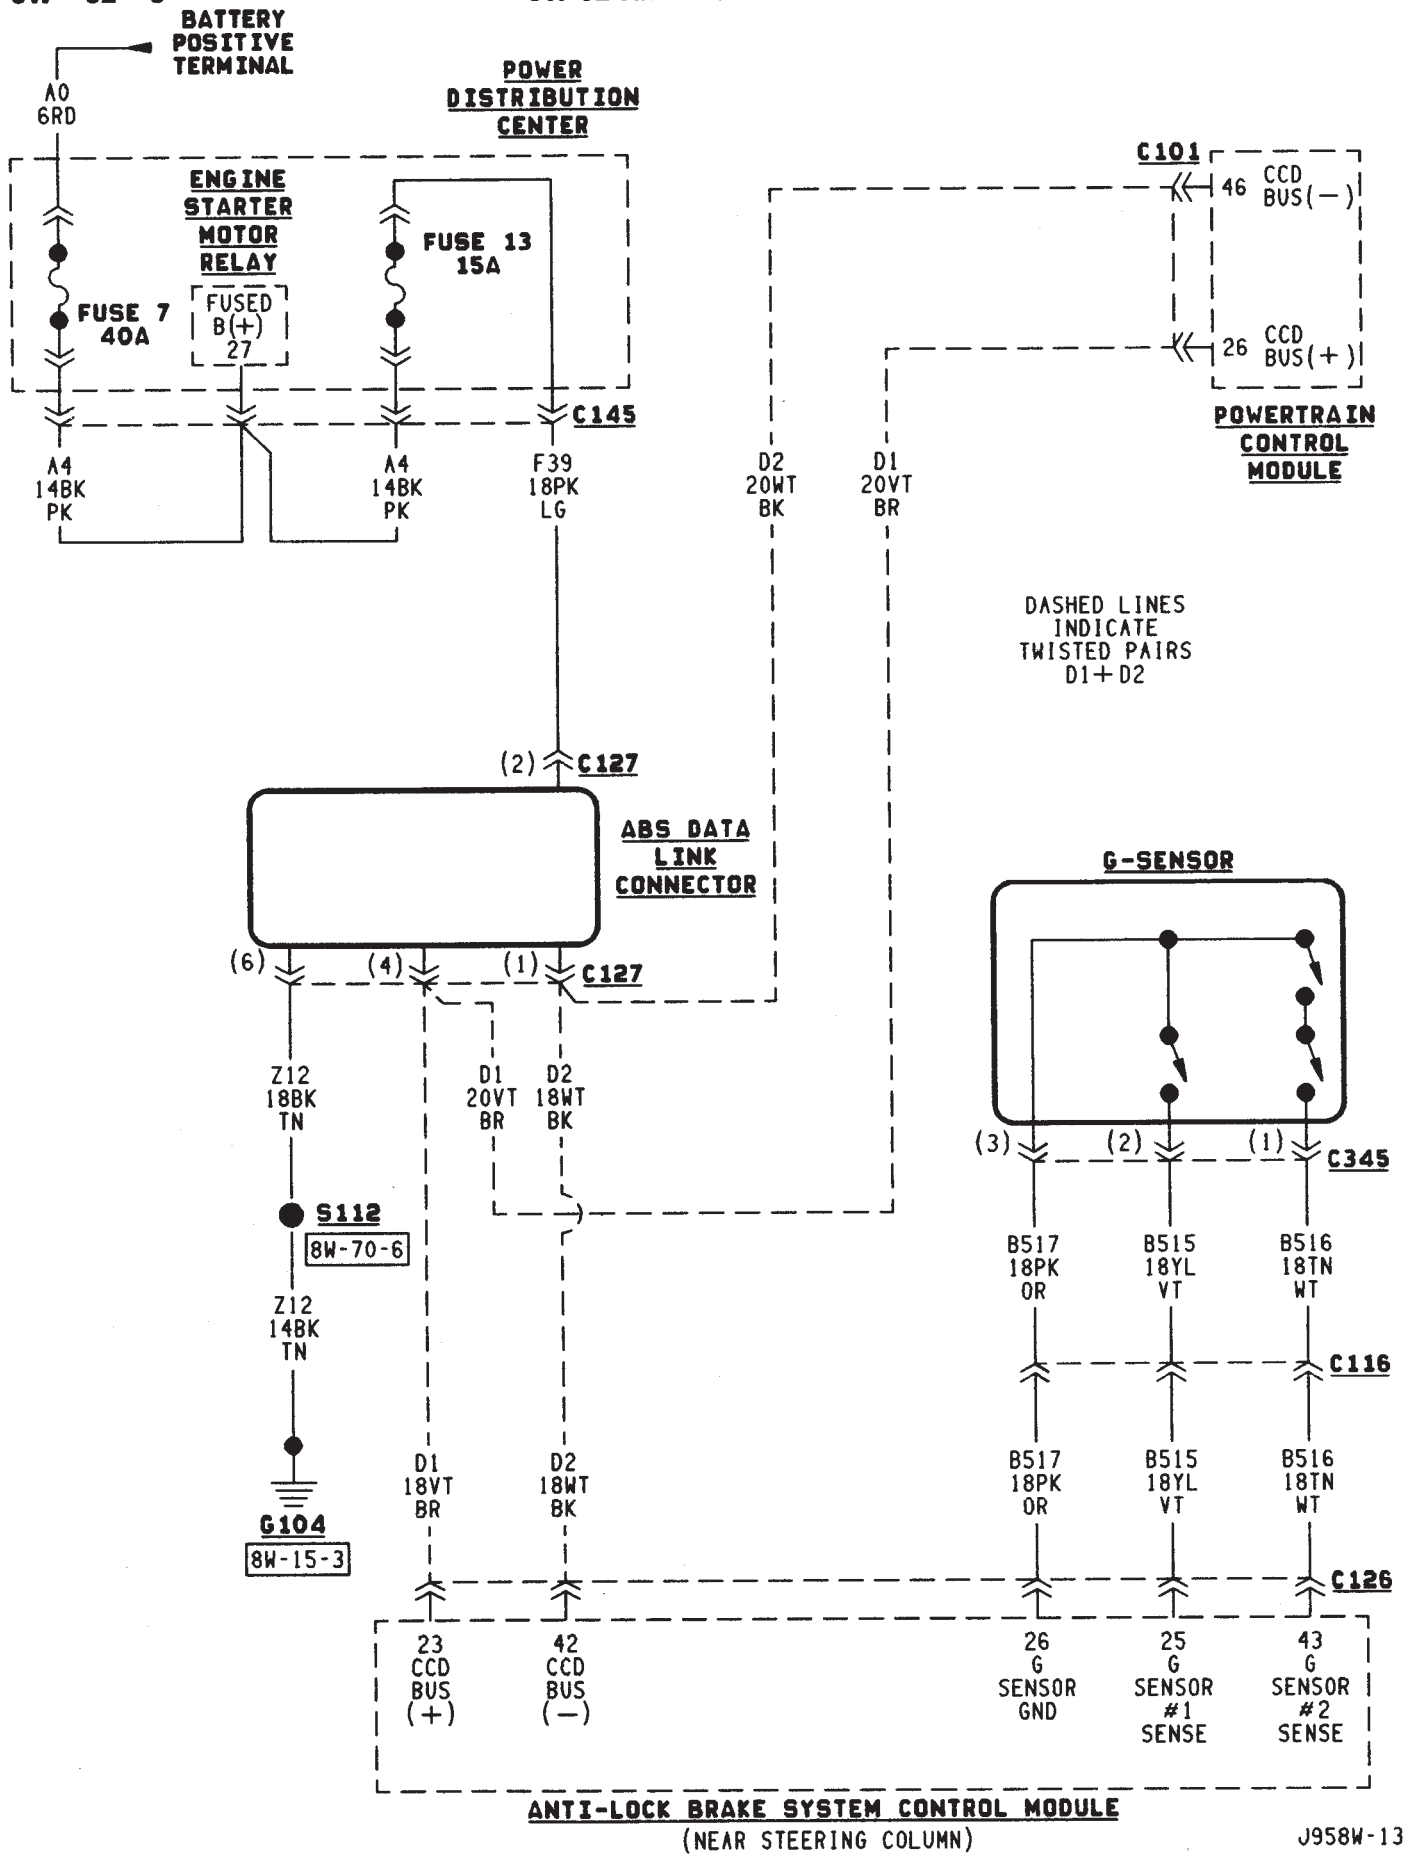 BATTERY
POSITIVE
TERMINAL
A0
6RD
POWER
DISTRIBUTION
CENTER
ENGINE
STARTER
MOTOR
RELAY
FUSED
B(+)
27
FUSE 7
40A
FUSE 13
15A
C145
A4
14BK
PK
A4
14BK
PK
F39
18PK
LG
C101
46
CCD
BUS(-)
26
CCD
BUS(+)
POWERTRAIN
CONTROL
MODULE
D2
20WT
BK
D1
20VT
BR
DASHED LINES
INDICATE
TWISTED PAIRS
D1+D2
(2)
C127
ABS DATA
LINK
CONNECTOR
(6)
(4)
(1)
C127
G-SENSOR
(3)
(2)
(1)
C345
Z12
18BK
TN
D1
20VT
BR
D2
18WT
BK
S112
8W-70-6
Z12
14BK
TN
G104
8W-15-3
B517
18PK
OR
B515
18YL
VT
B516
18TN
WT
C116
D1
18VT
BR
D2
18WT
BK
B517
18PK
OR
B515
18YL
VT
B516
18TN
WT
C126
23
CCD
BUS
(+)
42
CCD
BUS
(-)
26
G
SENSOR
GND
25
G
SENSOR
#1
SENSE
43
G
SENSOR
#2
SENSE
ANTI-LOCK BRAKE SYSTEM CONTROL MODULE
(NEAR STEERING COLUMN)
J958W-13